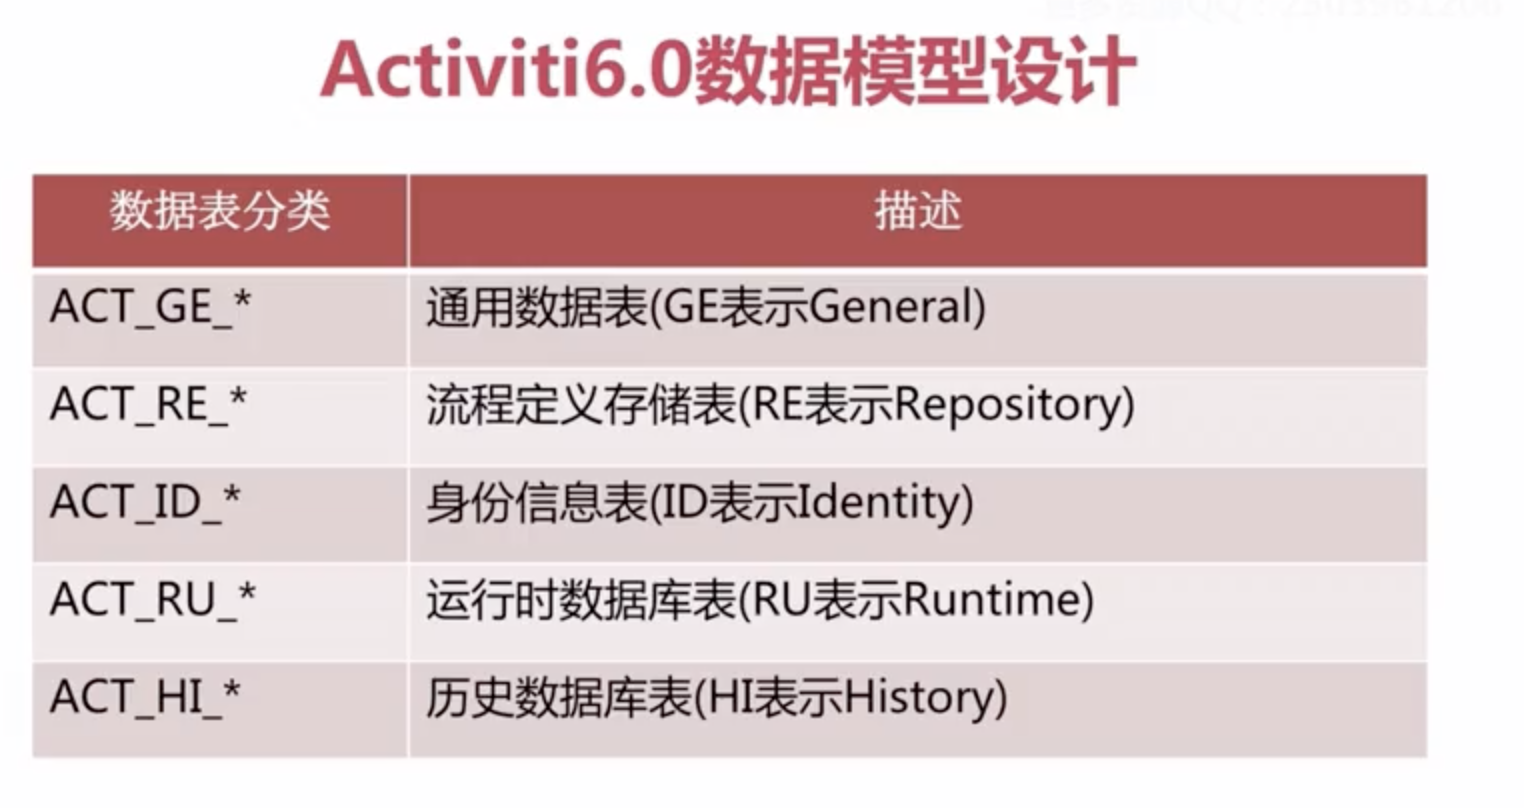 Activiti6.0数据模型设计
数据表分类
描述
ACT_GE_*
通用数据表(GE表示General)
ACT_RE_*
流程定义存储表(RE表示Repository)
ACT_ID_*
身份信息表(ID表示Identity)
ACT_RU_*
运行时数据库表(RU表示Runtime)
ACT_HI_*
历史数据库表(HI表示History)